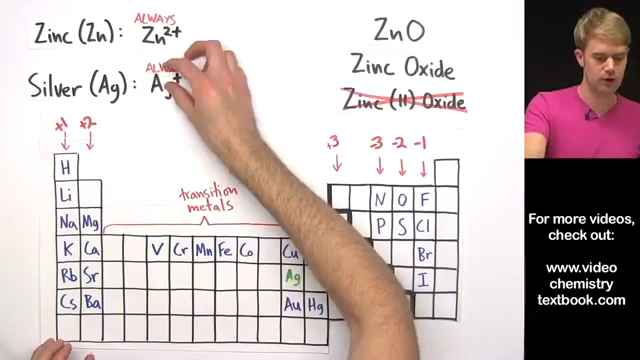 Zinc (Zn): ALWAYS Zn²⁺
Silver (Ag): Ag⁺
ZnO
Zinc Oxide
Zinc (II) Oxide
+1 +2
-3 -2 -1
transition
metals
H
Li N O F
Na Mg P S Cl
K Ca V Cr Mn Fe Co Cu Br
Rb Sr Ag I
Cs Ba Au Hg
For more videos,
check out:
www.video
chemistry
textbook.com